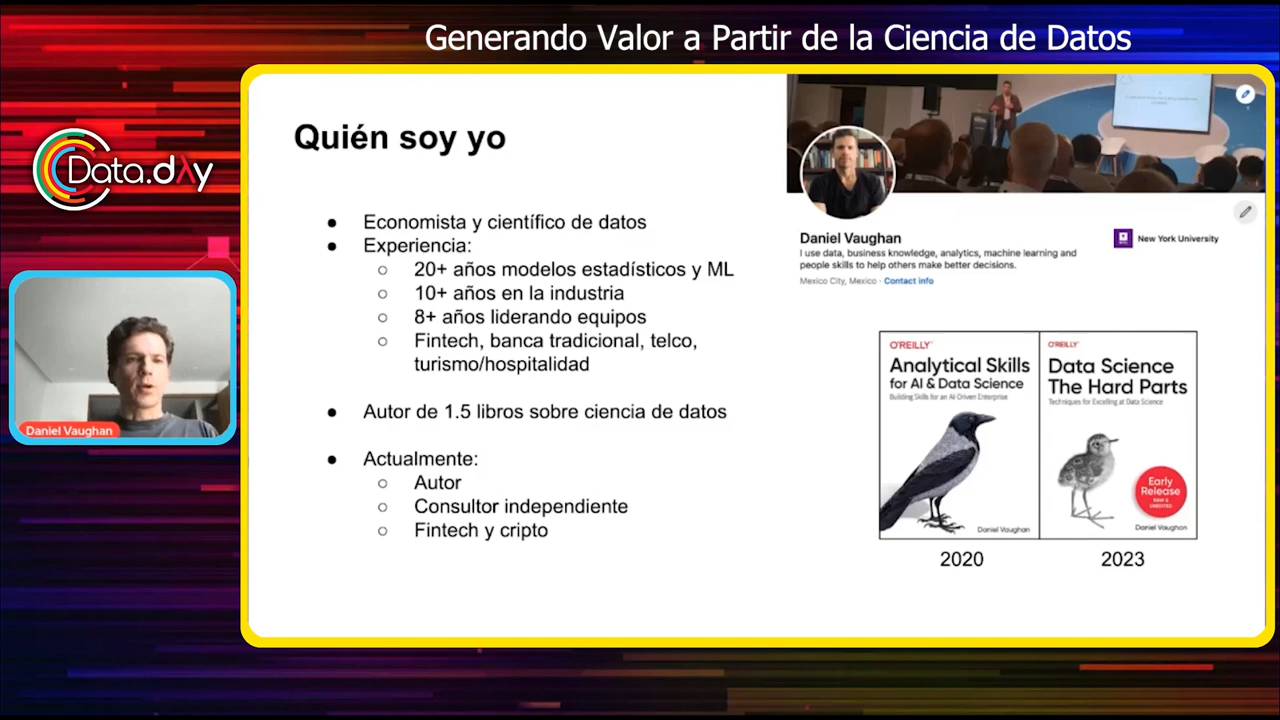 Generando Valor a Partir de la Ciencia de Datos
Data.dAy
Daniel Vaughan
Quién soy yo
● Economista y científico de datos
● Experiencia:
○ 20+ años modelos estadísticos y ML
○ 10+ años en la industria
○ 8+ años liderando equipos
○ Fintech, banca tradicional, telco,
turismo/hospitalidad
● Autor de 1.5 libros sobre ciencia de datos
● Actualmente:
○ Autor
○ Consultor independiente
○ Fintech y cripto
Daniel Vaughan
I use data, business knowledge, analytics, machine learning and
people skills to help others make better decisions.
Mexico City, Mexico · Contact info
New York University
O'REILLY
Analytical Skills
for AI & Data Science
Building Skills for an AI-Driven Enterprise
Daniel Vaughan
2020
O'REILLY
Data Science
The Hard Parts
Techniques for Excelling at Data Science
Early
Release
RAW &
UNEDITED
Daniel Vaughan
2023